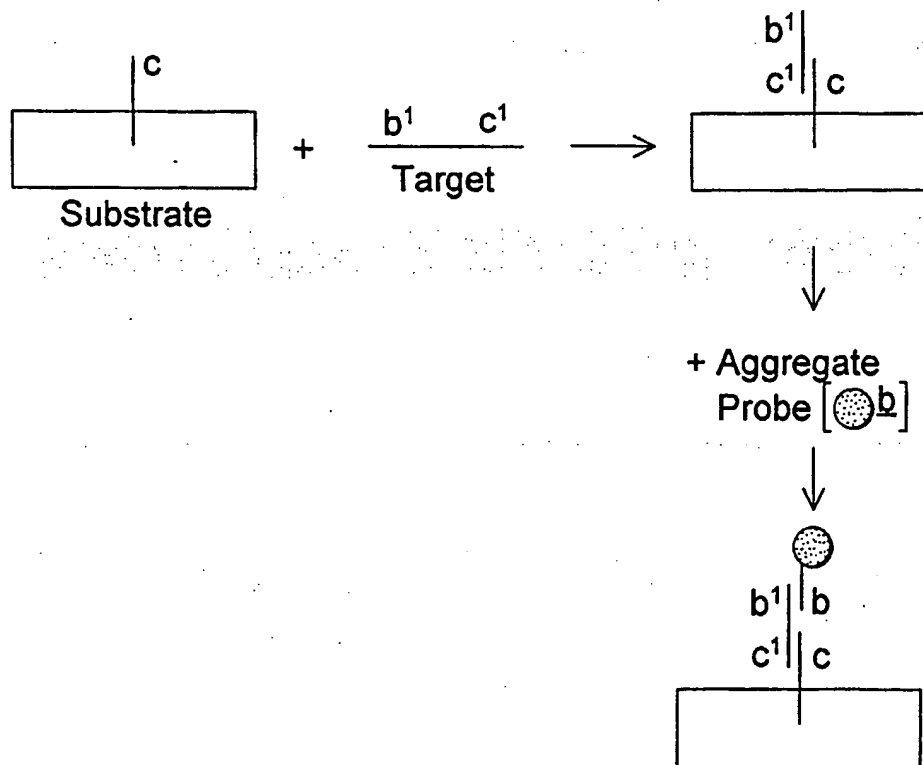 c
Substrate
+
b¹ c¹
Target
b¹
c¹ c
+ Aggregate
Probe [ b]
b¹ b
c¹ c